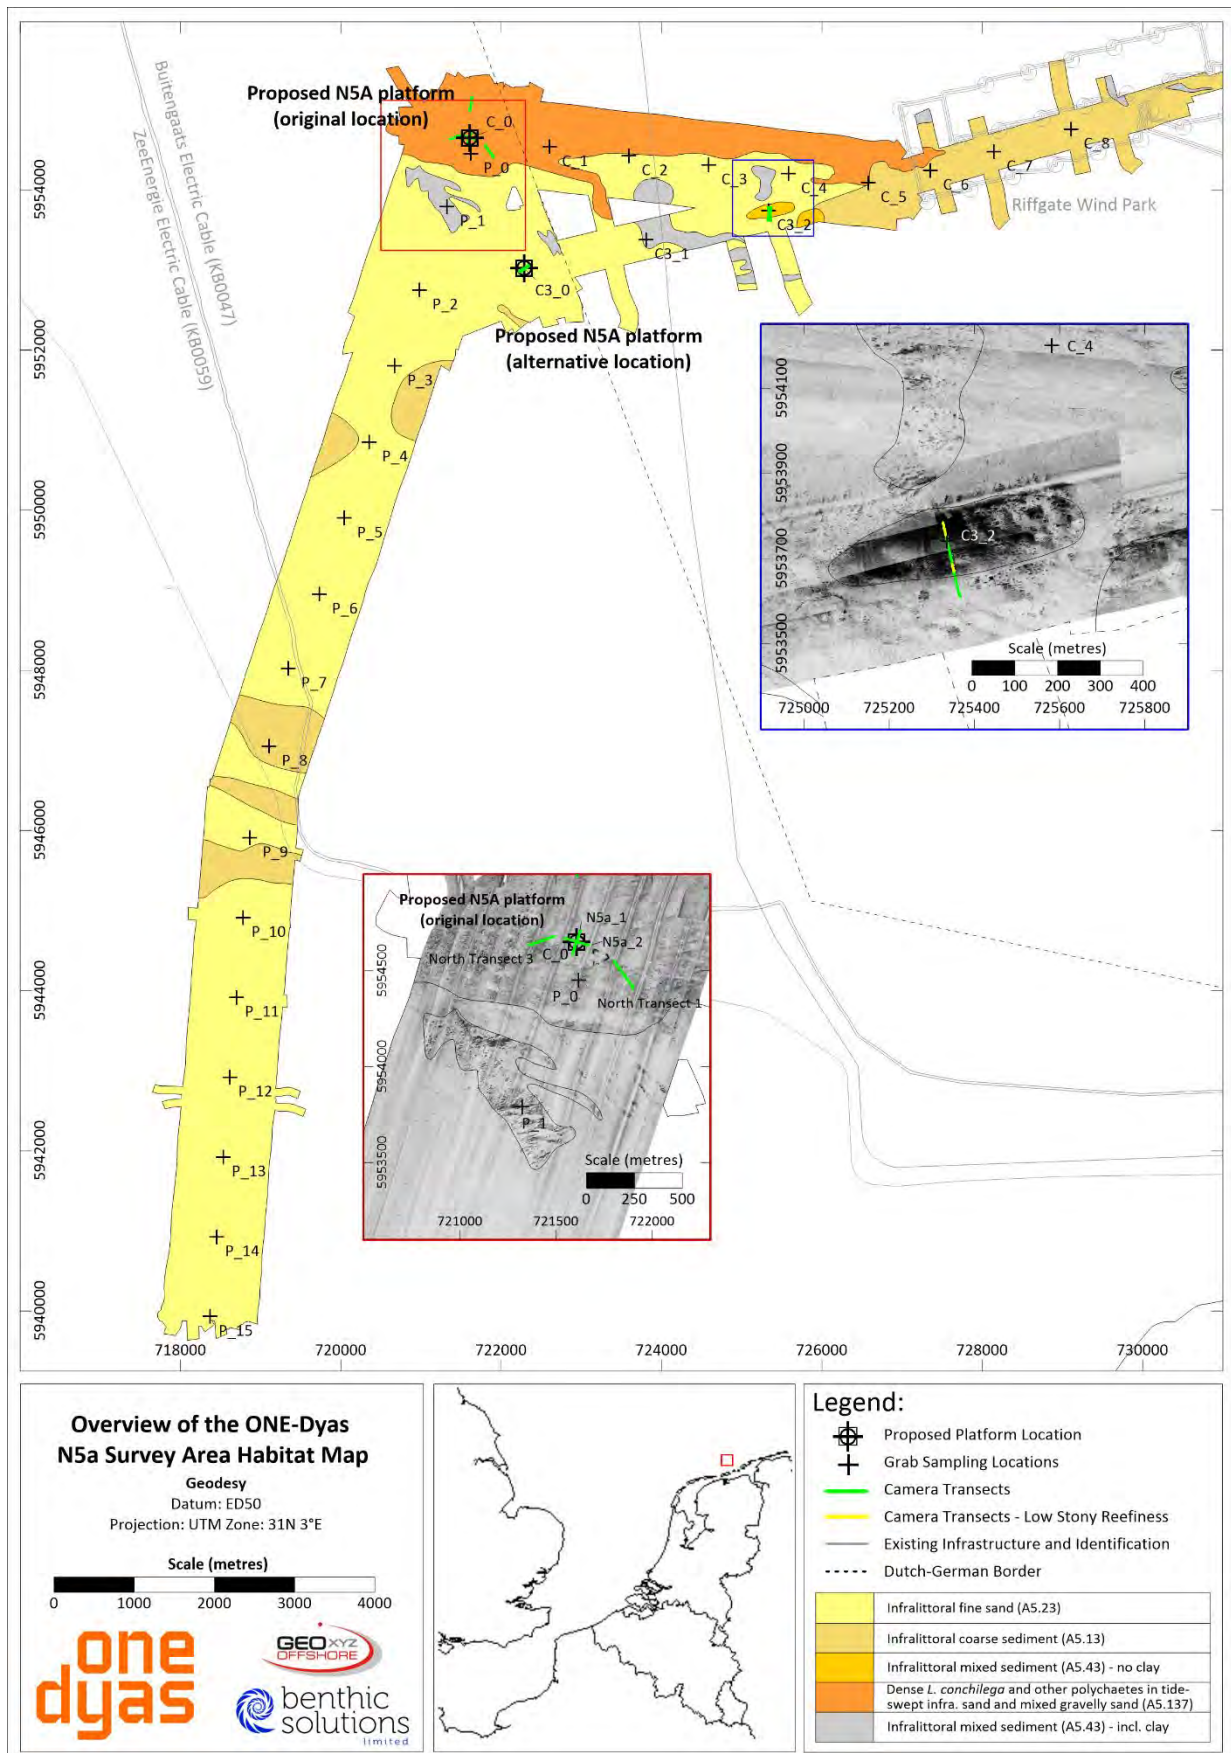 Buitengaats Electric Cable (KB0047)
ZeeEnergie Electric Cable (KB0059)
Proposed N5A platform
(original location)
C_0
P_0
C_1
C_2
C_3
C_4
C_5
C_6
C_7
C_8
Riffgate Wind Park
P_1
C3_2
C3_1
C3_0
P_2
Proposed N5A platform
(alternative location)
P_3
P_4
P_5
P_6
P_7
P_8
P_9
P_10
P_11
P_12
P_13
P_14
P_15
5954000
5952000
5950000
5948000
5946000
5944000
5942000
5940000
718000
720000
722000
724000
726000
728000
730000
C_4
C3_2
5954100
5953900
5953700
5953500
Scale (metres)
0 100 200 300 400
725000 725200 725400 725600 725800
Proposed N5A platform
(original location)
N5a_1
N5a_2
C_0
North Transect 3
P_0
North Transect 1
P_1
5954500
5954000
5953500
Scale (metres)
0 250 500
721000 721500 722000
Overview of the ONE-Dyas
N5a Survey Area Habitat Map
Geodesy
Datum: ED50
Projection: UTM Zone: 31N 3°E
Scale (metres)
0 1000 2000 3000 4000
one
dyas
GEO XYZ
OFFSHORE
benthic
solutions
limited
Legend:
Proposed Platform Location
Grab Sampling Locations
Camera Transects
Camera Transects - Low Stony Reefiness
Existing Infrastructure and Identification
Dutch-German Border
Infralittoral fine sand (A5.23)
Infralittoral coarse sediment (A5.13)
Infralittoral mixed sediment (A5.43) - no clay
Dense L. conchilega and other polychaetes in tide-
swept infra. sand and mixed gravelly sand (A5.137)
Infralittoral mixed sediment (A5.43) - incl. clay